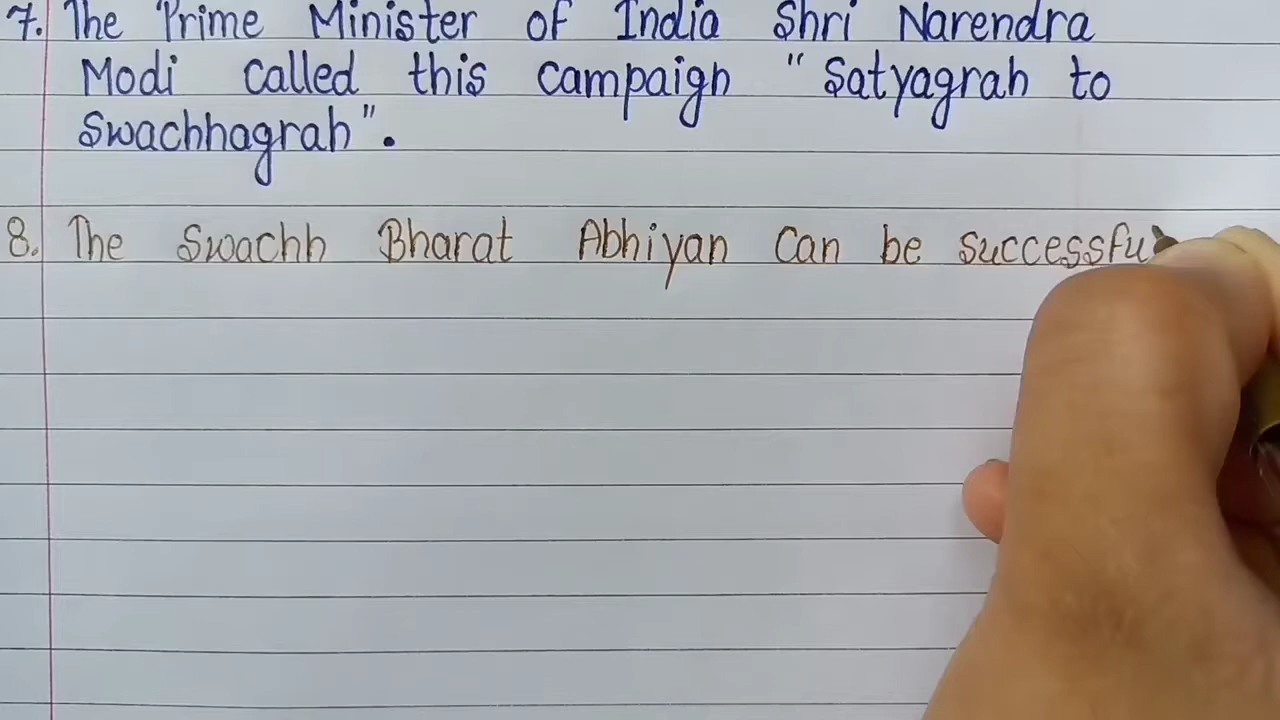 7. The Prime Minister of India Shri Narendra
Modi called this campaign "Satyagrah to
Swachhagrah".
8. The Swachh Bharat Abhiyan Can be successfu